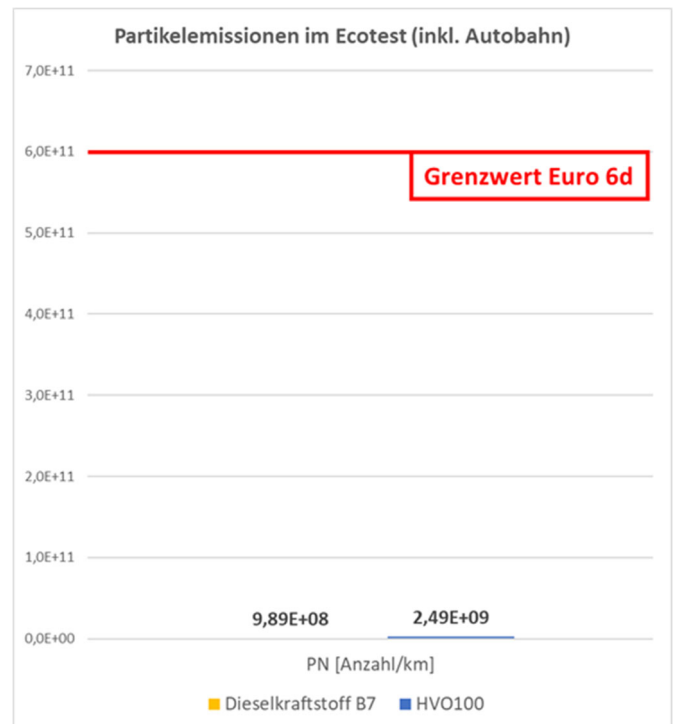 Partikelemissionen im Ecotest (inkl. Autobahn)
7,0E+11
6,0E+11
Grenzwert Euro 6d
5,0E+11
4,0E+11
3,0E+11
2,0E+11
1,0E+11
9,89E+08 2,49E+09
0,0E+00
PN [Anzahl/km]
Dieselkraftstoff B7 HVO100